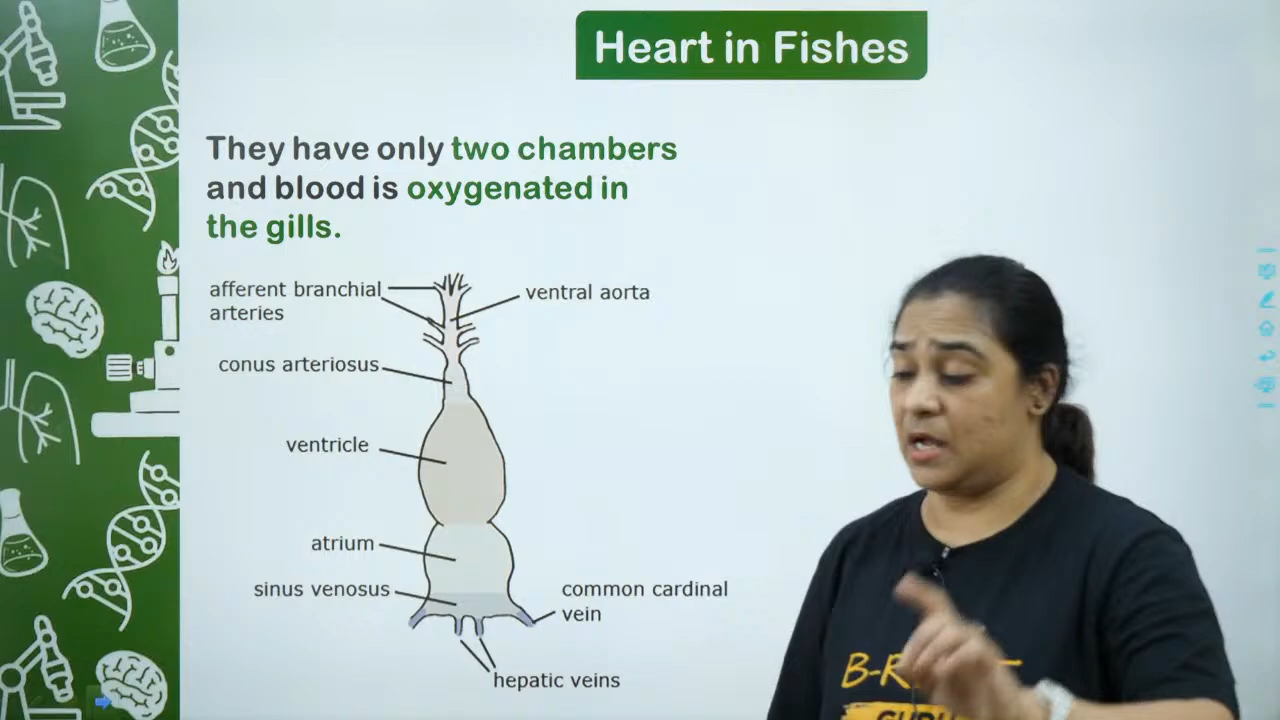 Heart in Fishes
They have only two chambers
and blood is oxygenated in
the gills.
afferent branchial
arteries
ventral aorta
conus arteriosus
ventricle
atrium
sinus venosus
common cardinal
vein
hepatic veins